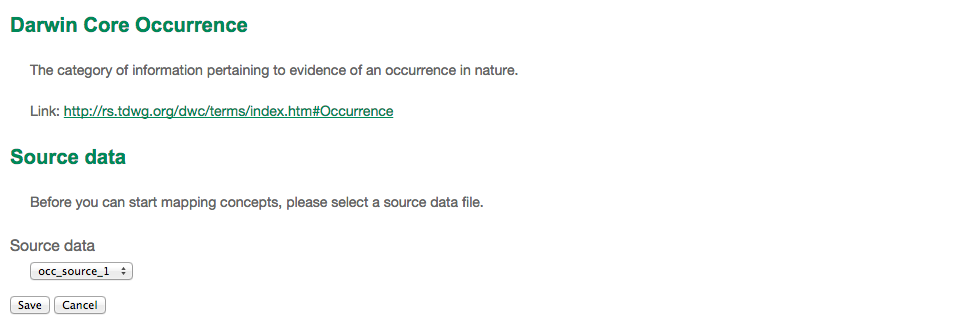 Darwin Core Occurrence
The category of information pertaining to evidence of an occurrence in nature.
Link: http://rs.tdwg.org/dwc/terms/index.htm#Occurrence
Source data
Before you can start mapping concepts, please select a source data file.
Source data
occ_source_1
Save Cancel